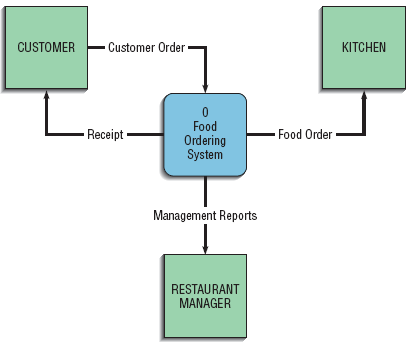 CUSTOMER
Customer Order
KITCHEN
0
Food
Ordering
System
Receipt
Food Order
Management Reports
RESTAURANT
MANAGER